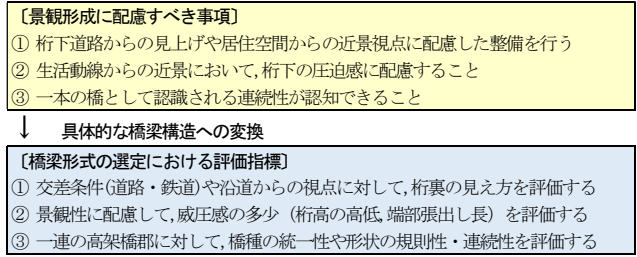 〔景観形成に配慮すべき事項〕
① 桁下道路からの見上げや居住空間からの近景視点に配慮した整備を行う
② 生活動線からの近景において,桁下の圧迫感に配慮すること
③ 一本の橋として認識される連続性が認知できること
↓ 具体的な橋梁構造への変換
〔橋梁形式の選定における評価指標〕
① 交差条件(道路・鉄道)や沿道からの視点に対して,桁裏の見え方を評価する
② 景観性に配慮して,威圧感の多少（桁高の高低,端部張出し長）を評価する
③ 一連の高架橋郡に対して,橋種の統一性や形状の規則性・連続性を評価する